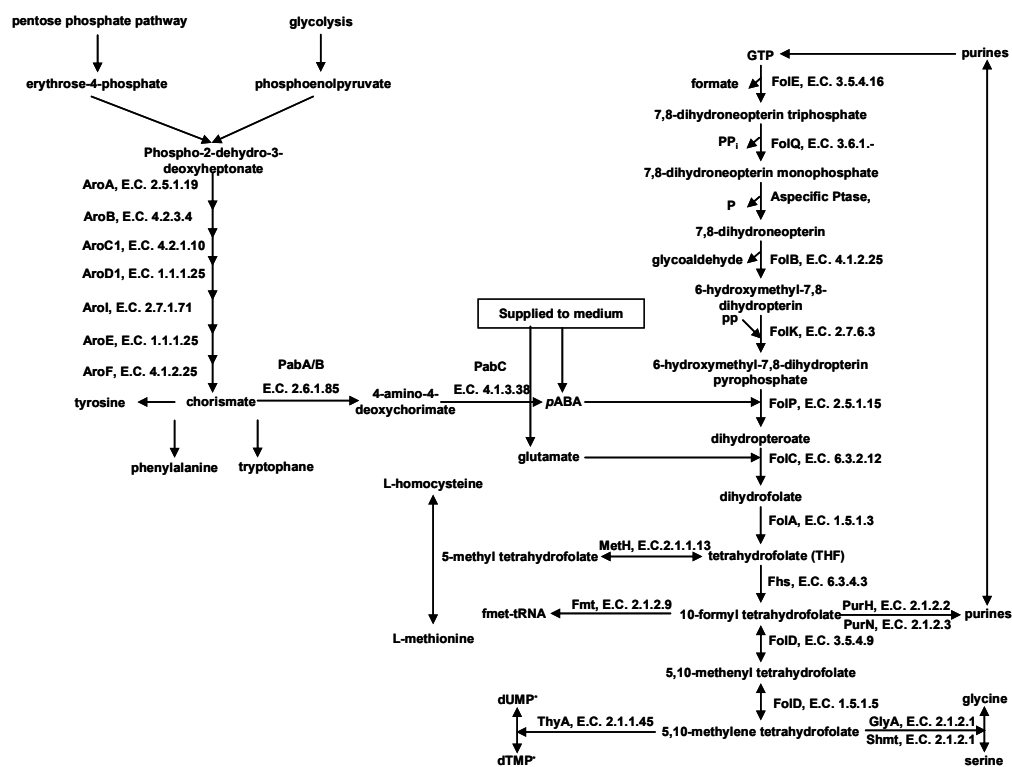 pentose phosphate pathway
glycolysis
erythrose-4-phosphate
phosphoenolpyruvate
Phospho-2-dehydro-3-
deoxyheptonate
AroA, E.C. 2.5.1.19
AroB, E.C. 4.2.3.4
AroC1, E.C. 4.2.1.10
AroD1, E.C. 1.1.1.25
AroI, E.C. 2.7.1.71
AroE, E.C. 1.1.1.25
AroF, E.C. 4.1.2.25
tyrosine
chorismate
phenylalanine
tryptophane
PabA/B
E.C. 2.6.1.85
4-amino-4-
deoxychorimate
PabC
E.C. 4.1.3.38
Supplied to medium
pABA
glutamate
GTP
purines
formate
FolE, E.C. 3.5.4.16
7,8-dihydroneopterin triphosphate
PPi
FolQ, E.C. 3.6.1.-
7,8-dihydroneopterin monophosphate
P
Aspecific Ptase,
7,8-dihydroneopterin
glycoaldehyde
FolB, E.C. 4.1.2.25
6-hydroxymethyl-7,8-
dihydropterin
pp
FolK, E.C. 2.7.6.3
6-hydroxymethyl-7,8-dihydropterin
pyrophosphate
FolP, E.C. 2.5.1.15
dihydropteroate
FolC, E.C. 6.3.2.12
dihydrofolate
FolA, E.C. 1.5.1.3
L-homocysteine
L-methionine
5-methyl tetrahydrofolate
MetH, E.C.2.1.1.13
tetrahydrofolate (THF)
Fhs, E.C. 6.3.4.3
fmet-tRNA
Fmt, E.C. 2.1.2.9
10-formyl tetrahydrofolate
PurH, E.C. 2.1.2.2
PurN, E.C. 2.1.2.3
purines
FolD, E.C. 3.5.4.9
5,10-methenyl tetrahydrofolate
FolD, E.C. 1.5.1.5
dUMP*
ThyA, E.C. 2.1.1.45
dTMP*
5,10-methylene tetrahydrofolate
GlyA, E.C. 2.1.2.1
Shmt, E.C. 2.1.2.1
glycine
serine